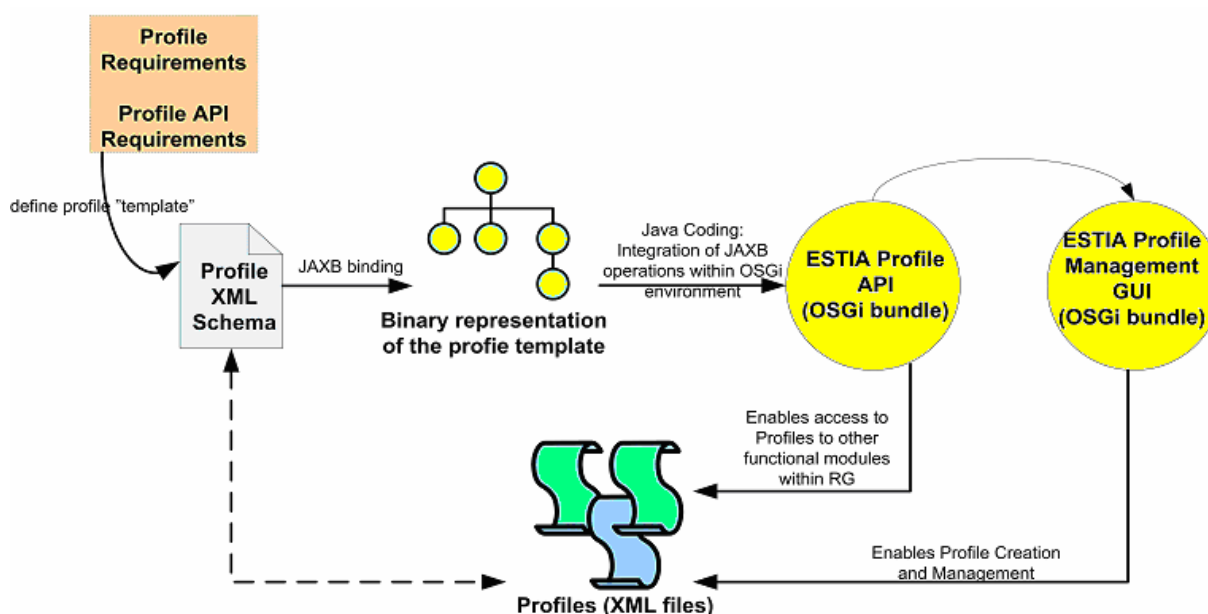 Profile
Requirements
Profile API
Requirements
define profile "template"
Profile
XML
Schema
JAXB binding
Binary representation
of the profie template
Java Coding:
Integration of JAXB
operations within OSGi
environment
ESTIA Profile
API
(OSGi bundle)
ESTIA Profile
Management
GUI
(OSGi bundle)
Enables access to
Profiles to other
functional modules
within RG
Enables Profile Creation
and Management
Profiles (XML files)